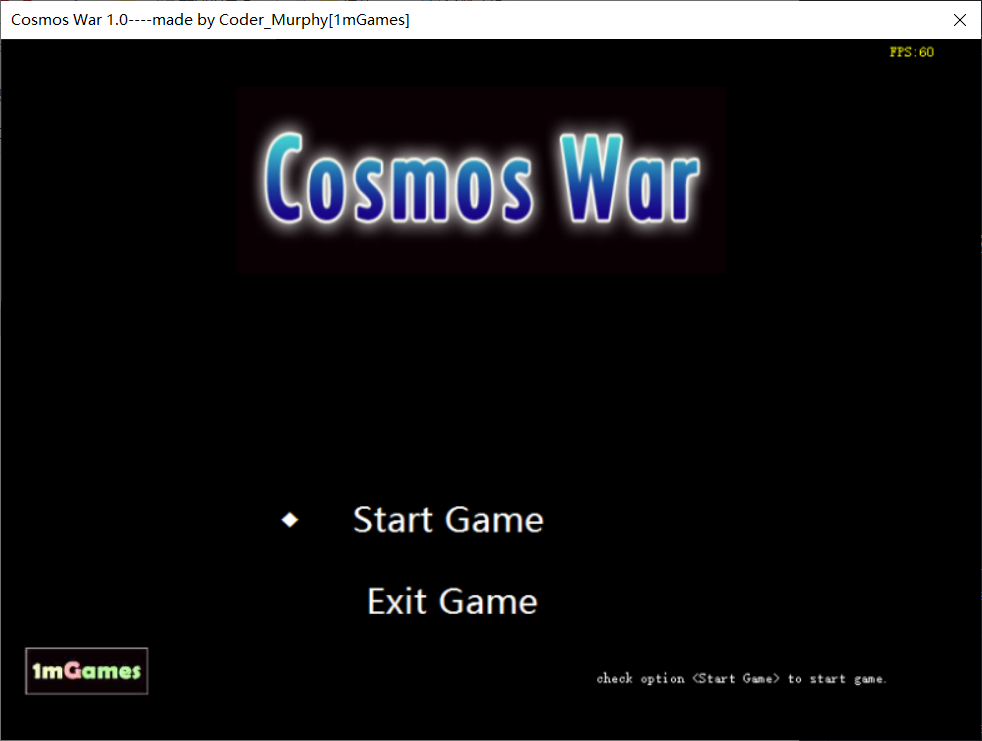 Cosmos War 1.0----made by Coder_Murphy[1mGames]
FPS:60
Cosmos War
Start Game
Exit Game
1mGames
check option <Start Game> to start game.